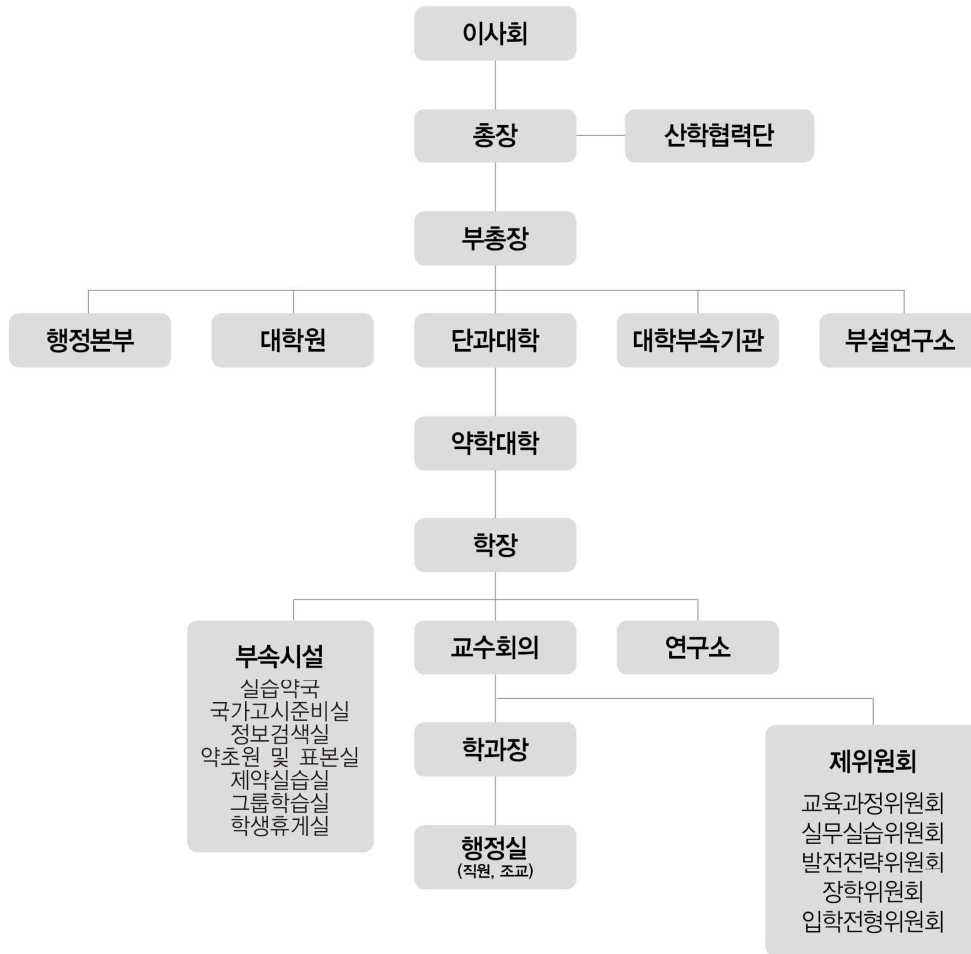 이사회
총장
산학협력단
부총장
행정본부
대학원
단과대학
대학부속기관
부설연구소
약학대학
학장
부속시설
실습약국
국가고시준비실
정보검색실
약초원 및 표본실
제약실습실
그룹학습실
학생휴게실
교수회의
연구소
학과장
행정실
(직원, 조교)
제위원회
교육과정위원회
실무실습위원회
발전전략위원회
장학위원회
입학전형위원회